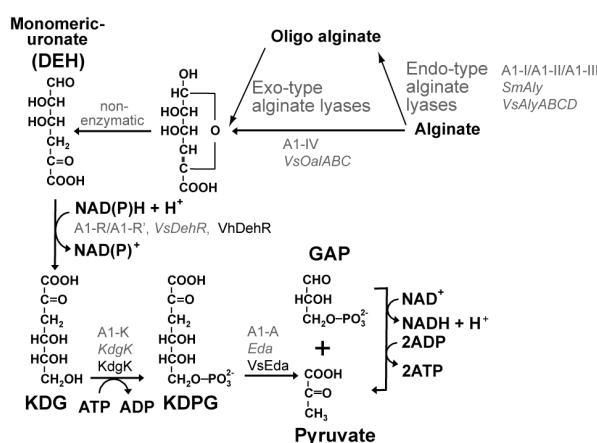 Monomeric-
uronate
(DEH)
Oligo alginate
Endo-type
alginate
lyases
A1-I/A1-II/A1-III
SmAly
VsAlyABCD
Exo-type
alginate lyases
Alginate
A1-IV
VsOalABC
non-
enzymatic
CHO
HOCH
HCOH
CH₂
C=O
COOH
OH
HC
HOCH
HOCH
O
CH
C
COOH
NAD(P)H + H⁺
A1-R/A1-R', VsDehR, VhDehR
NAD(P)⁺
COOH
C=O
CH₂
HCOH
HCOH
CH₂OH
KDG
A1-K
KdgK
KdgK
ATP ADP
COOH
C=O
CH₂
HCOH
HCOH
CH₂O–PO₃²⁻
KDPG
A1-A
Eda
VsEda
GAP
CHO
HCOH
CH₂O–PO₃²⁻
+
COOH
C=O
CH₃
Pyruvate
NAD⁺
NADH + H⁺
2ADP
2ATP